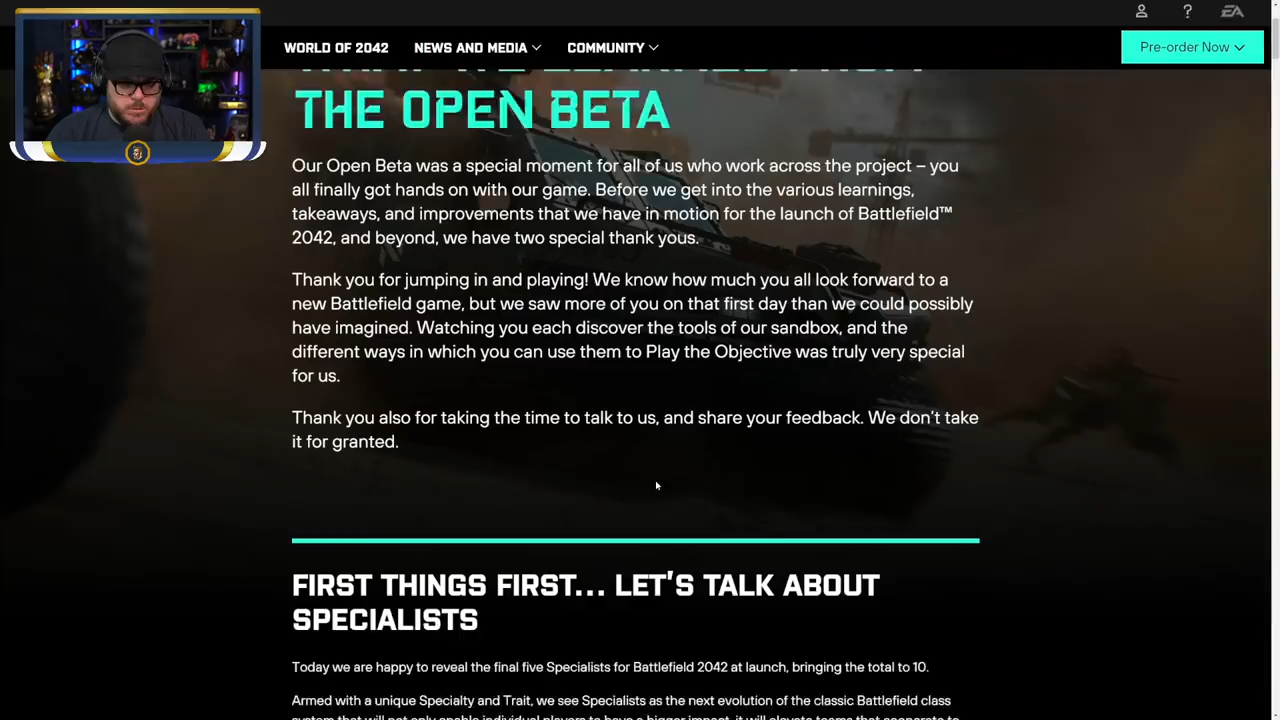 WORLD OF 2042
NEWS AND MEDIA
COMMUNITY
EA
Pre-order Now
THE OPEN BETA
Our Open Beta was a special moment for all of us who work across the project – you
all finally got hands on with our game. Before we get into the various learnings,
takeaways, and improvements that we have in motion for the launch of Battlefield™
2042, and beyond, we have two special thank yous.
Thank you for jumping in and playing! We know how much you all look forward to a
new Battlefield game, but we saw more of you on that first day than we could possibly
have imagined. Watching you each discover the tools of our sandbox, and the
different ways in which you can use them to Play the Objective was truly very special
for us.
Thank you also for taking the time to talk to us, and share your feedback. We don't take
it for granted.
FIRST THINGS FIRST... LET'S TALK ABOUT
SPECIALISTS
Today we are happy to reveal the final five Specialists for Battlefield 2042 at launch, bringing the total to 10.
Armed with a unique Specialty and Trait, we see Specialists as the next evolution of the classic Battlefield class